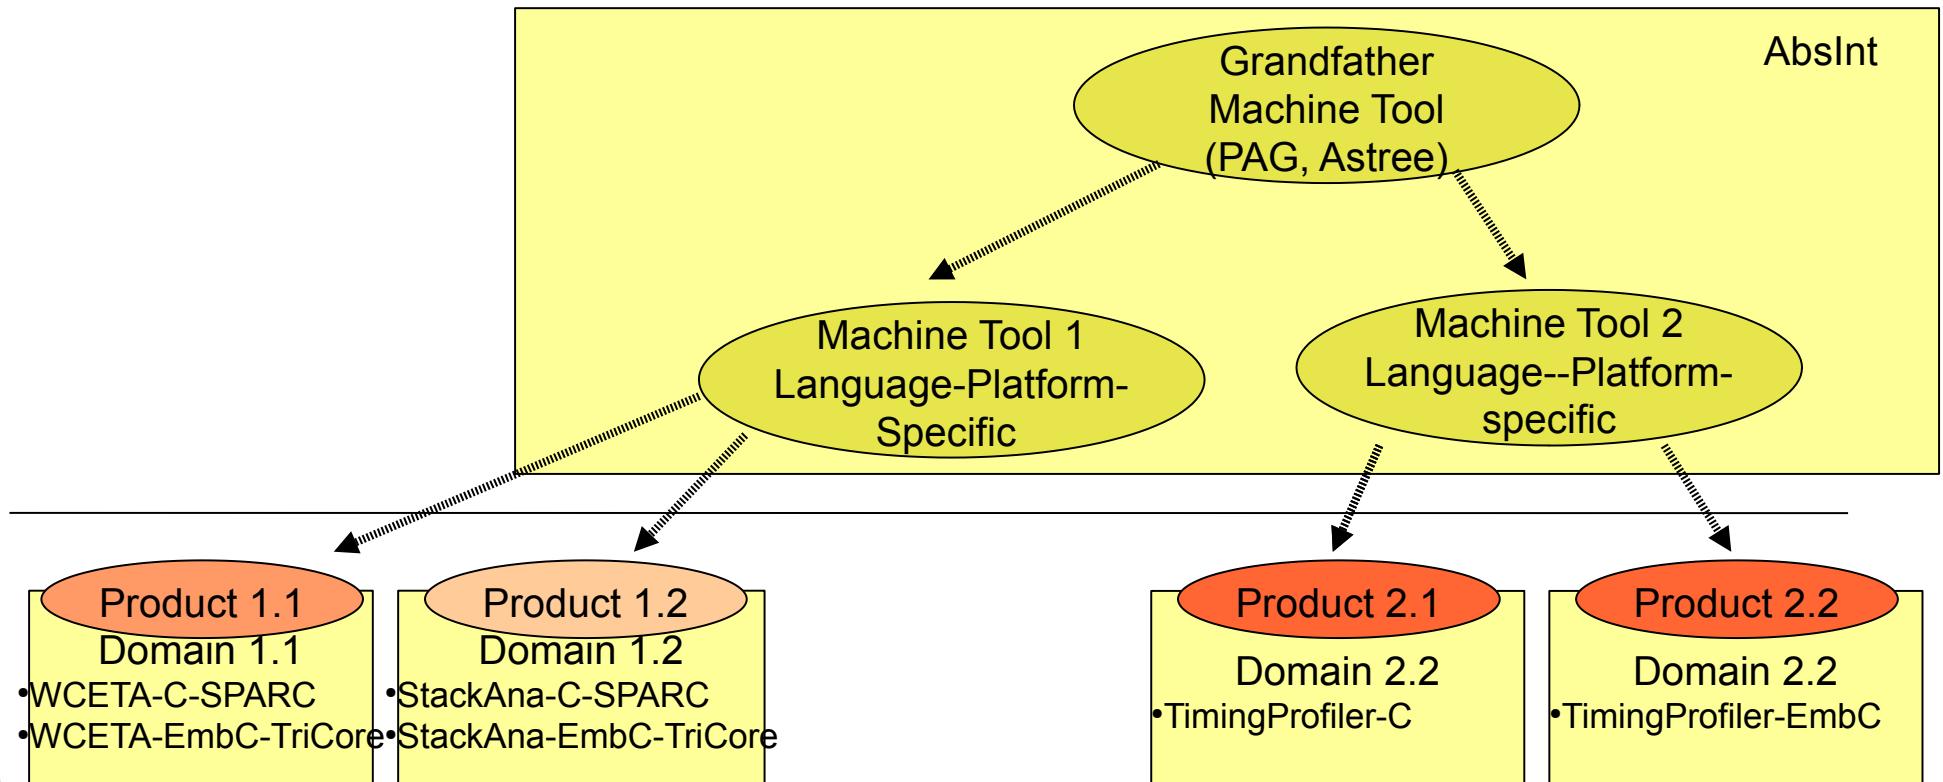 AbsInt
Grandfather
Machine Tool
(PAG, Astree)
Machine Tool 1
Language-Platform-
Specific
Machine Tool 2
Language--Platform-
specific
Product 1.1
Domain 1.1
•WCETA-C-SPARC
•WCETA-EmbC-TriCore
Product 1.2
Domain 1.2
•StackAna-C-SPARC
•StackAna-EmbC-TriCore
Product 2.1
Domain 2.2
•TimingProfiler-C
Product 2.2
Domain 2.2
•TimingProfiler-EmbC